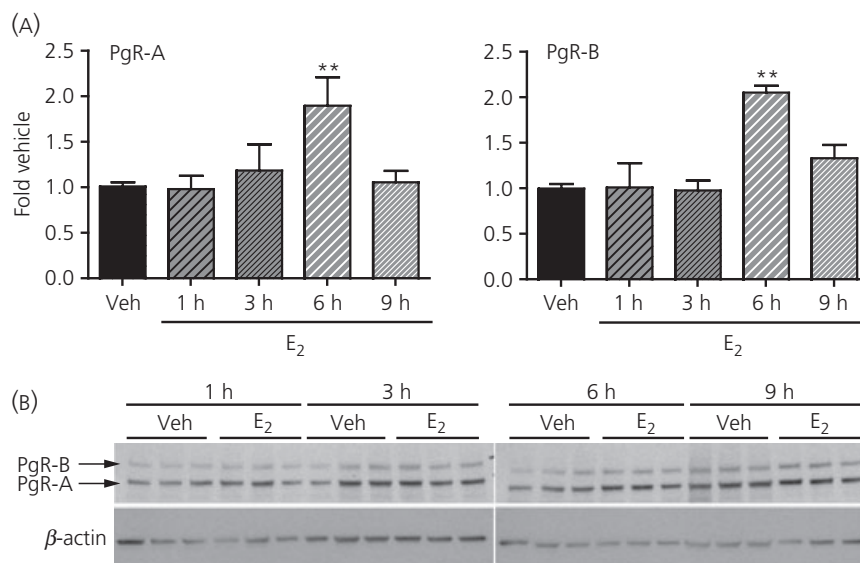 (A)
PgR-A
Fold vehicle
2.5
2.0
1.5
1.0
0.5
0.0
**
Veh 1 h 3 h 6 h 9 h
E₂
PgR-B
2.5
2.0
1.5
1.0
0.5
0.0
**
Veh 1 h 3 h 6 h 9 h
E₂
(B)
1 h 3 h 6 h 9 h
Veh E₂ Veh E₂ Veh E₂ Veh E₂
PgR-B
PgR-A
β-actin